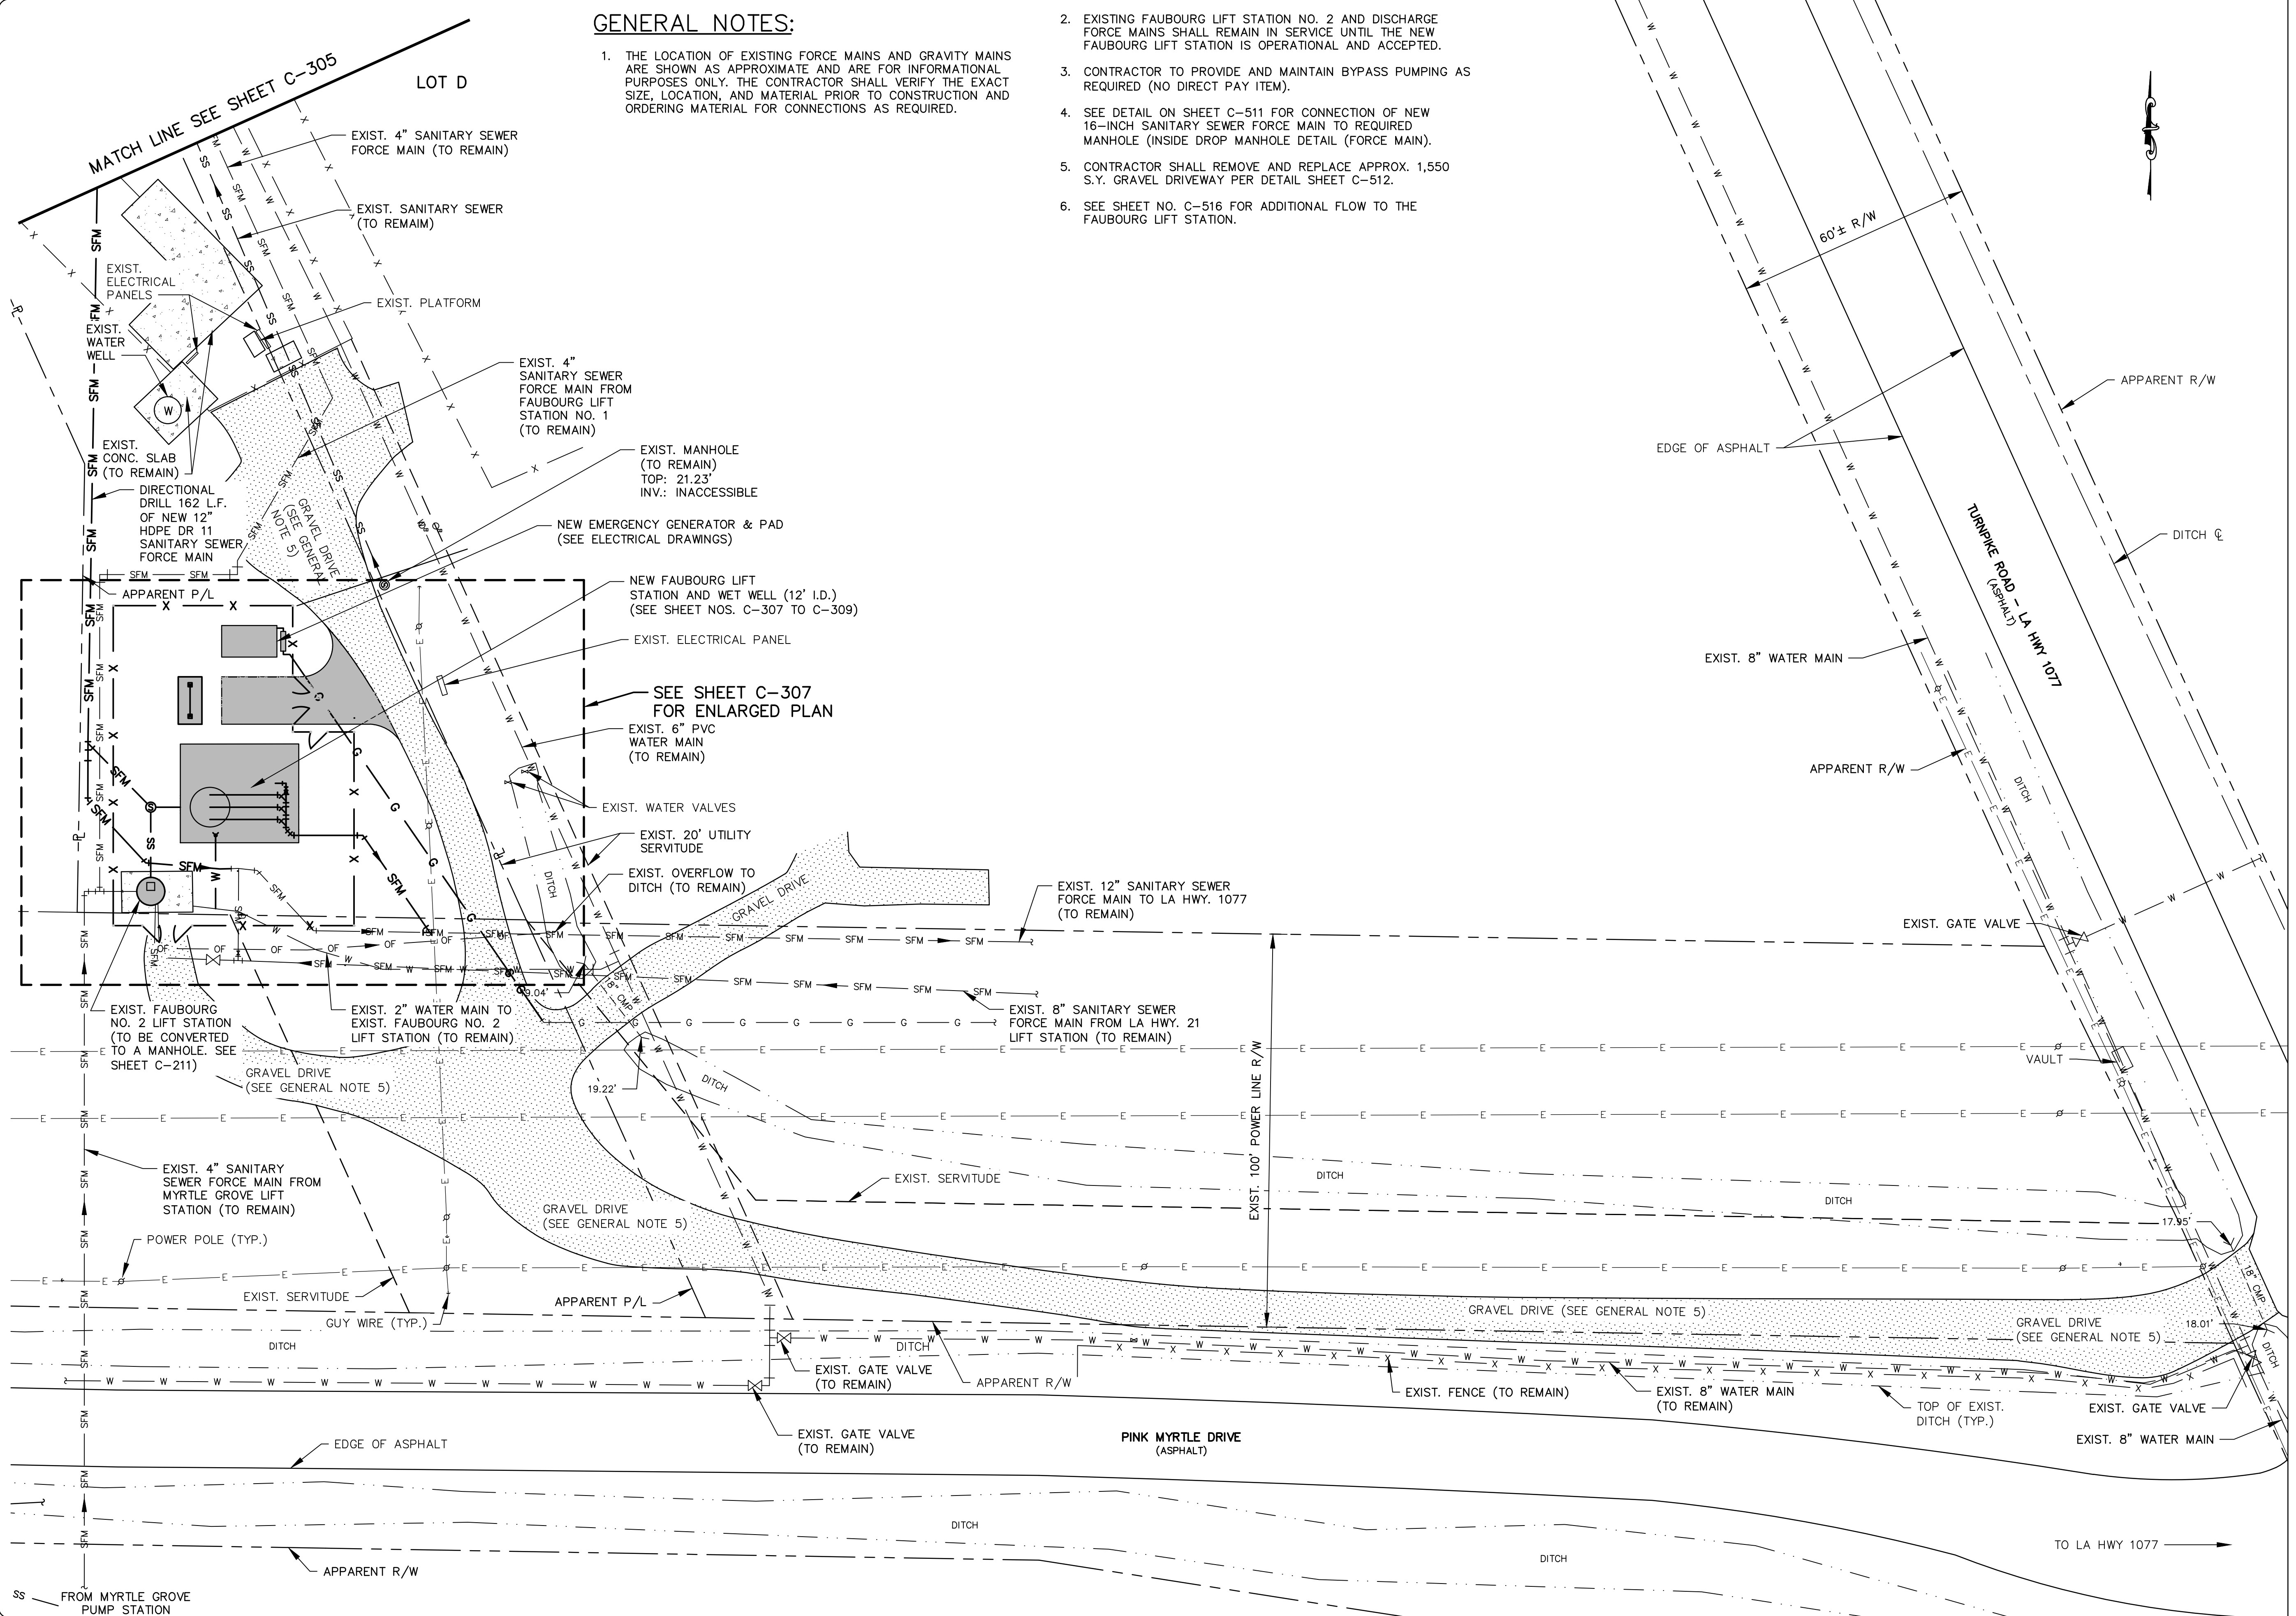 GENERAL NOTES:
1. THE LOCATION OF EXISTING FORCE MAINS AND GRAVITY MAINS
ARE SHOWN AS APPROXIMATE AND ARE FOR INFORMATIONAL
PURPOSES ONLY. THE CONTRACTOR SHALL VERIFY THE EXACT
SIZE, LOCATION, AND MATERIAL PRIOR TO CONSTRUCTION AND
ORDERING MATERIAL FOR CONNECTIONS AS REQUIRED.
2. EXISTING FAUBOURG LIFT STATION NO. 2 AND DISCHARGE
FORCE MAINS SHALL REMAIN IN SERVICE UNTIL THE NEW
FAUBOURG LIFT STATION IS OPERATIONAL AND ACCEPTED.
3. CONTRACTOR TO PROVIDE AND MAINTAIN BYPASS PUMPING AS
REQUIRED (NO DIRECT PAY ITEM).
4. SEE DETAIL ON SHEET C-511 FOR CONNECTION OF NEW
16-INCH SANITARY SEWER FORCE MAIN TO REQUIRED
MANHOLE (INSIDE DROP MANHOLE DETAIL (FORCE MAIN).
5. CONTRACTOR SHALL REMOVE AND REPLACE APPROX. 1,550
S.Y. GRAVEL DRIVEWAY PER DETAIL SHEET C-512.
6. SEE SHEET NO. C-516 FOR ADDITIONAL FLOW TO THE
FAUBOURG LIFT STATION.
MATCH LINE SEE SHEET C-305
LOT D
EXIST. 4" SANITARY SEWER
FORCE MAIN (TO REMAIN)
EXIST. SANITARY SEWER
(TO REMAIM)
EXIST.
ELECTRICAL
PANELS
EXIST. PLATFORM
EXIST.
WATER
WELL
W
EXIST. 4"
SANITARY SEWER
FORCE MAIN FROM
FAUBOURG LIFT
STATION NO. 1
(TO REMAIN)
EXIST.
CONC. SLAB
(TO REMAIN)
EXIST. MANHOLE
(TO REMAIN)
TOP: 21.23'
INV.: INACCESSIBLE
DIRECTIONAL
DRILL 162 L.F.
OF NEW 12"
HDPE DR 11
SANITARY SEWER
FORCE MAIN
GRAVEL DRIVE
(SEE GENERAL
NOTE 5)
NEW EMERGENCY GENERATOR & PAD
(SEE ELECTRICAL DRAWINGS)
APPARENT P/L
NEW FAUBOURG LIFT
STATION AND WET WELL (12' I.D.)
(SEE SHEET NOS. C-307 TO C-309)
EXIST. ELECTRICAL PANEL
SEE SHEET C-307
FOR ENLARGED PLAN
EXIST. 6" PVC
WATER MAIN
(TO REMAIN)
EXIST. WATER VALVES
EXIST. 20' UTILITY
SERVITUDE
EXIST. OVERFLOW TO
DITCH (TO REMAIN)
DITCH
GRAVEL DRIVE
EXIST. 12" SANITARY SEWER
FORCE MAIN TO LA HWY. 1077
(TO REMAIN)
60'± R/W
APPARENT R/W
EDGE OF ASPHALT
DITCH ℄
TURNPIKE ROAD - LA HWY 1077
(ASPHALT)
EXIST. 8" WATER MAIN
APPARENT R/W
DITCH
EXIST. GATE VALVE
VAULT
EXIST. FAUBOURG
NO. 2 LIFT STATION
(TO BE CONVERTED
TO A MANHOLE. SEE
SHEET C-211)
EXIST. 2" WATER MAIN TO
EXIST. FAUBOURG NO. 2
LIFT STATION (TO REMAIN)
19.04'
18" CMP
EXIST. 8" SANITARY SEWER
FORCE MAIN FROM LA HWY. 21
LIFT STATION (TO REMAIN)
GRAVEL DRIVE
(SEE GENERAL NOTE 5)
19.22'
DITCH
EXIST. 100' POWER LINE R/W
EXIST. 4" SANITARY
SEWER FORCE MAIN FROM
MYRTLE GROVE LIFT
STATION (TO REMAIN)
EXIST. SERVITUDE
DITCH
DITCH
GRAVEL DRIVE
(SEE GENERAL NOTE 5)
17.95'
POWER POLE (TYP.)
EXIST. SERVITUDE
GUY WIRE (TYP.)
APPARENT P/L
18" CMP
GRAVEL DRIVE (SEE GENERAL NOTE 5)
GRAVEL DRIVE
(SEE GENERAL NOTE 5)
18.01'
DITCH
DITCH
DITCH
EXIST. GATE VALVE
(TO REMAIN)
APPARENT R/W
EXIST. FENCE (TO REMAIN)
EXIST. 8" WATER MAIN
(TO REMAIN)
TOP OF EXIST.
DITCH (TYP.)
EXIST. GATE VALVE
EXIST. 8" WATER MAIN
EXIST. GATE VALVE
(TO REMAIN)
PINK MYRTLE DRIVE
(ASPHALT)
EDGE OF ASPHALT
DITCH
DITCH
TO LA HWY 1077
APPARENT R/W
SS
FROM MYRTLE GROVE
PUMP STATION